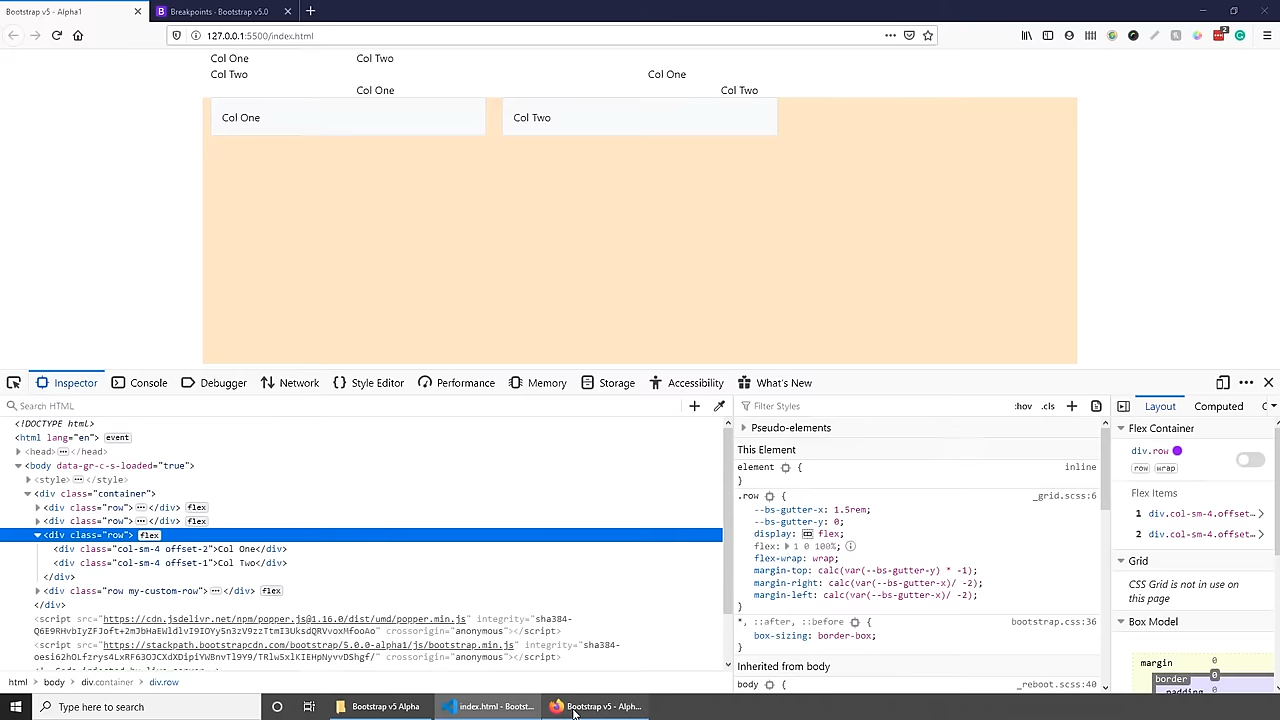 Bootstrap v5 - Alpha1
Breakpoints - Bootstrap v5.0
127.0.0.1:5500/index.html
2
Col One Col Two
Col Two Col One
Col One Col Two
Col One Col Two
Inspector Console Debugger Network Style Editor Performance Memory Storage Accessibility What's New
Search HTML
<!DOCTYPE html>
<html lang="en"> event
<head> </head>
<body data-gr-c-s-loaded="true">
<style> </style>
<div class="container">
<div class="row"> </div> flex
<div class="row"> </div> flex
<div class="row"> flex
<div class="col-sm-4 offset-2">Col One</div>
<div class="col-sm-4 offset-1">Col Two</div>
</div>
<div class="row my-custom-row"> </div> flex
</div>
<script src="https://cdn.jsdelivr.net/npm/popper.js@1.16.0/dist/umd/popper.min.js" integrity="sha384-
crossorigin="anonymous"></script>
<script src="https://stackpath.bootstrapcdn.com/bootstrap/5.0.0-alpha1/js/bootstrap.min.js" integrity="sha384-
crossorigin="anonymous"></script>
html body div.container div.row
Filter Styles :hov .cls
Pseudo-elements
This Element
element { inline
}
.row { _grid.scss:6
--bs-gutter-x: 1.5rem;
--bs-gutter-y: 0;
display: flex;
flex: 1 0 100%;
flex-wrap: wrap;
margin-top: calc(var(--bs-gutter-y) * -1);
margin-right: calc(var(--bs-gutter-x)/ -2);
margin-left: calc(var(--bs-gutter-x)/ -2);
}
*, ::after, ::before { bootstrap.css:36
box-sizing: border-box;
}
Inherited from body
body { _reboot.scss:40
Layout Computed
Flex Container
div.row
row wrap
Flex Items
1 div.col-sm-4.offset…
2 div.col-sm-4.offset…
Grid
CSS Grid is not in use on
this page
Box Model
margin 0
border 0
padding 0
Type here to search
Bootstrap v5 Alpha
index.html - Bootst...
Bootstrap v5 - Alph...